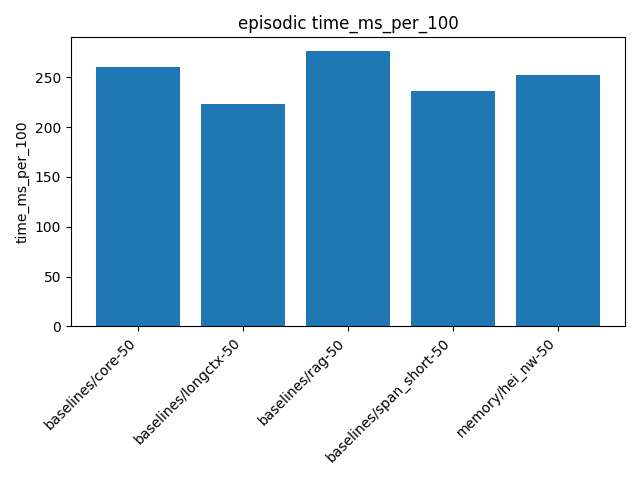 episodic time_ms_per_100
time_ms_per_100
250
200
150
100
50
0
baselines/core-50
baselines/longctx-50
baselines/rag-50
baselines/span_short-50
memory/hei_nw-50